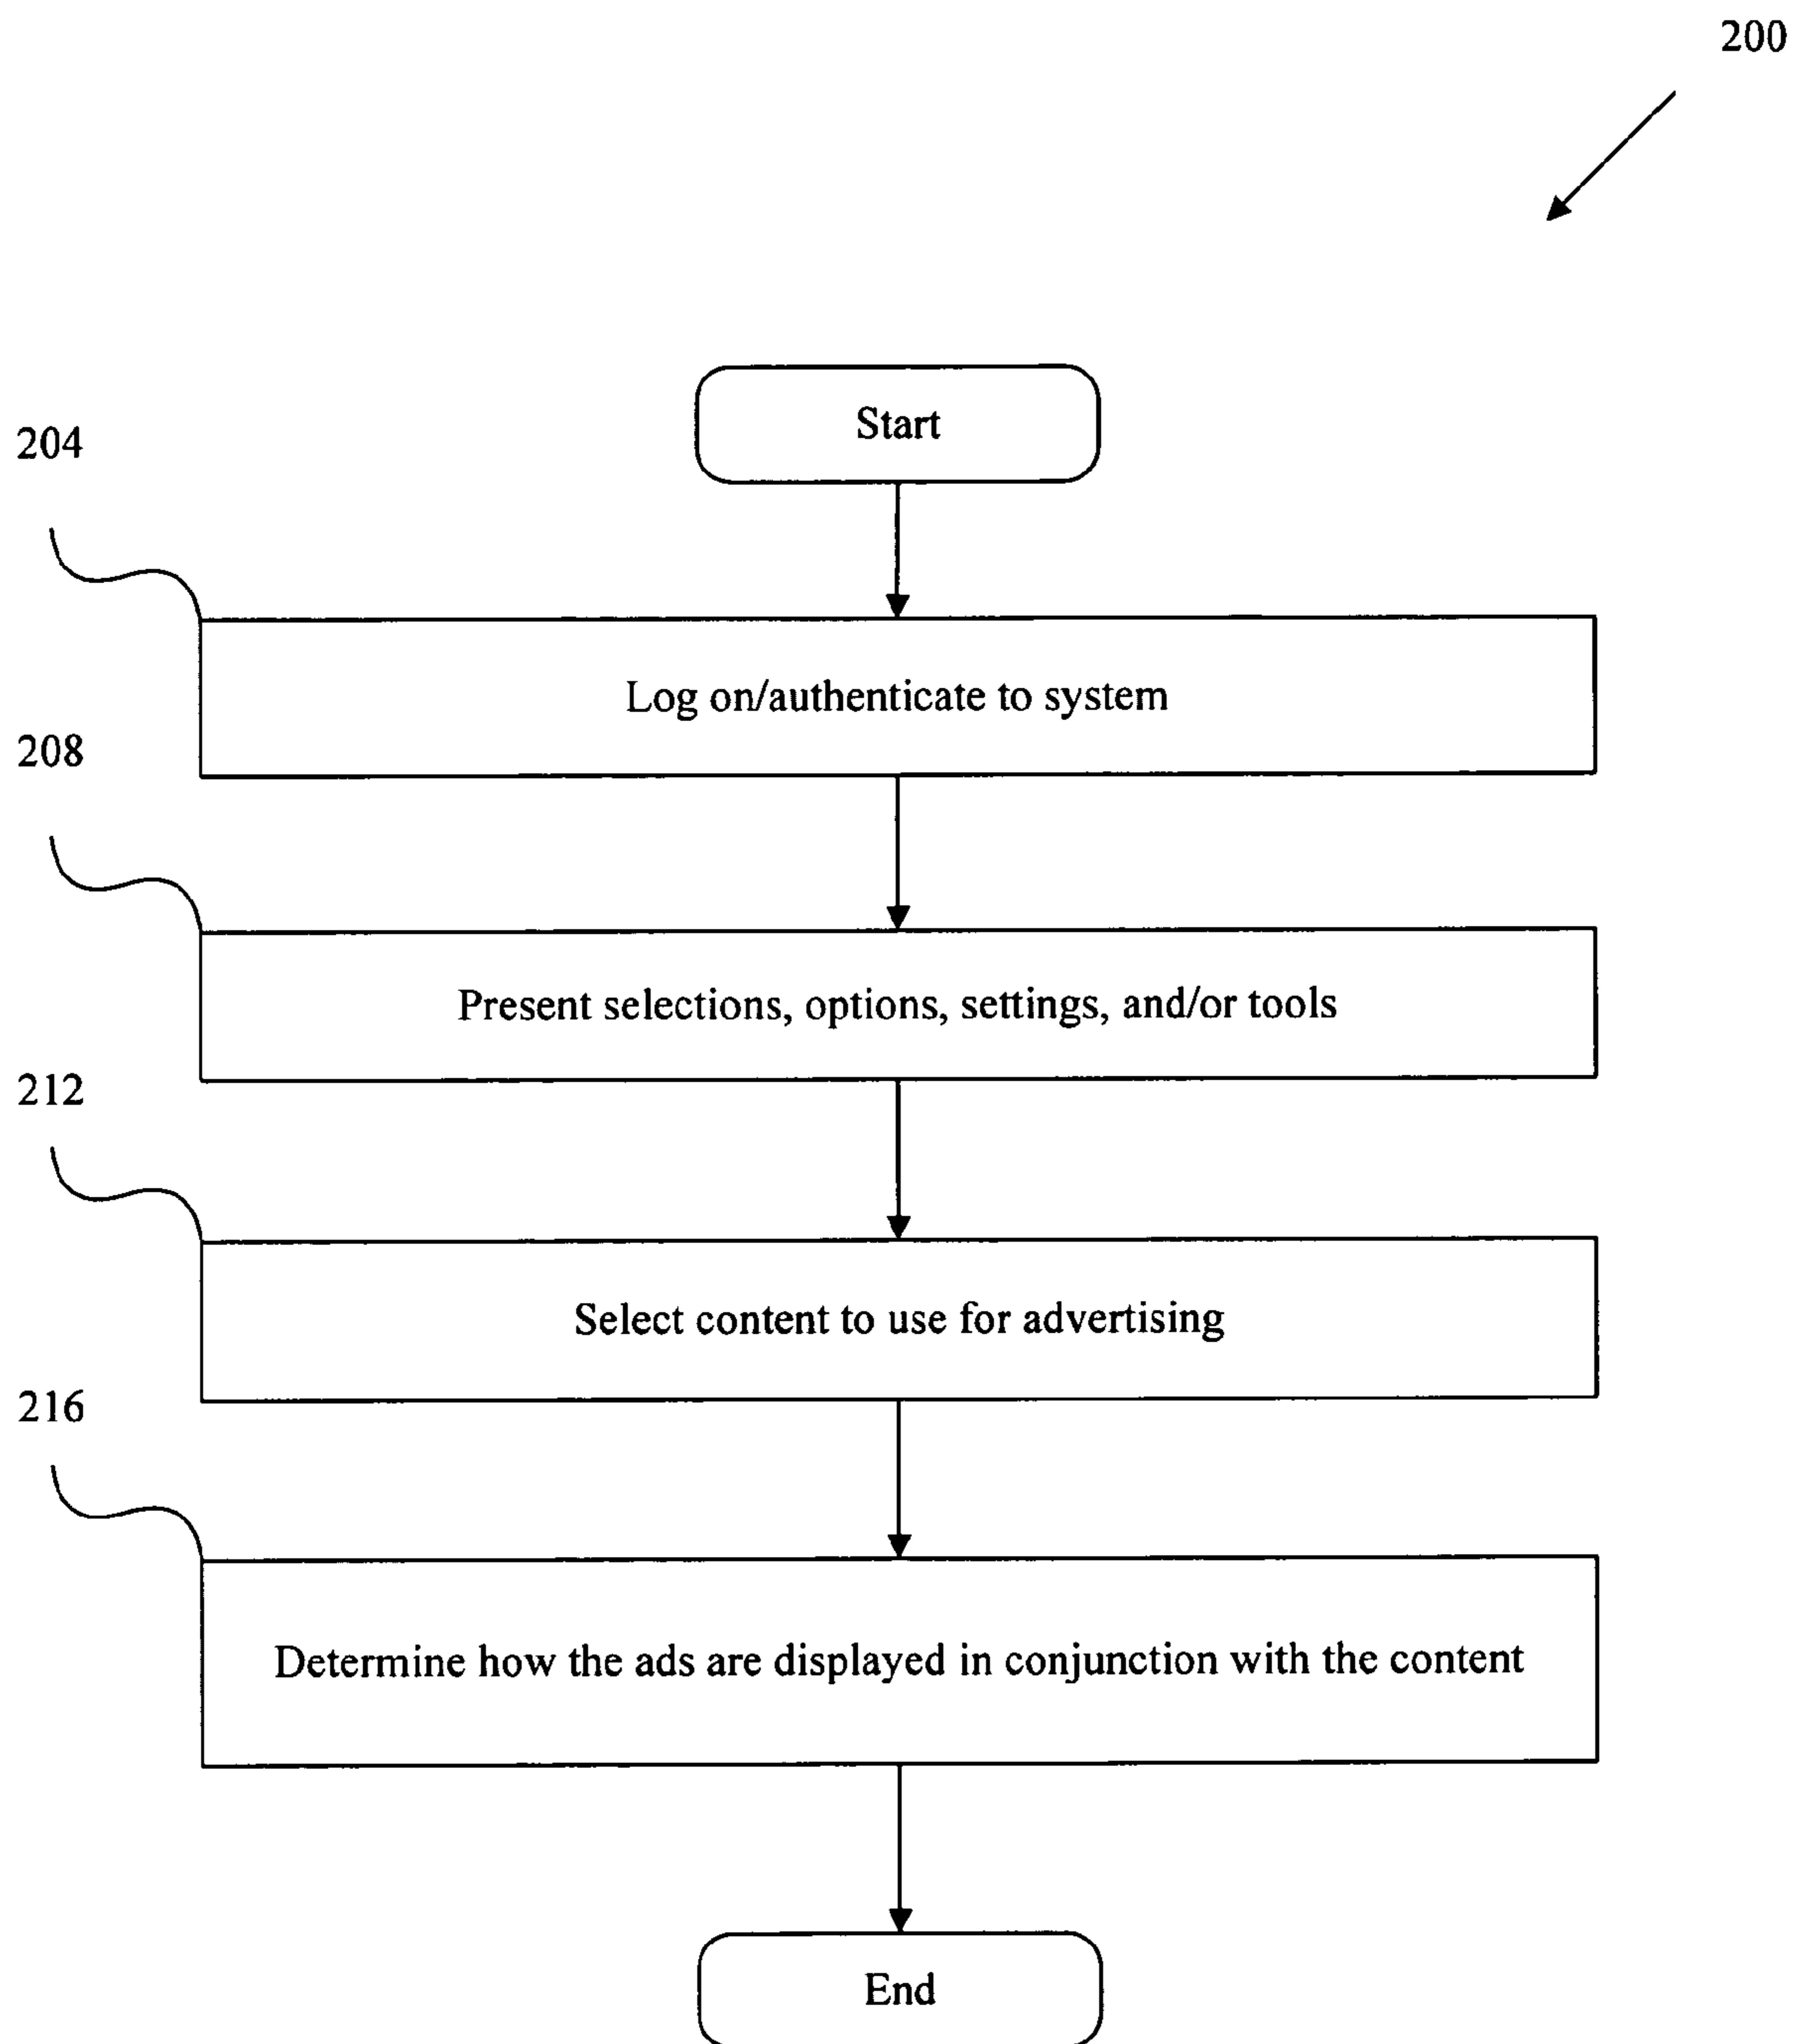 200
Start
204
Log on/authenticate to system
208
Present selections, options, settings, and/or tools
212
Select content to use for advertising
216
Determine how the ads are displayed in conjunction with the content
End